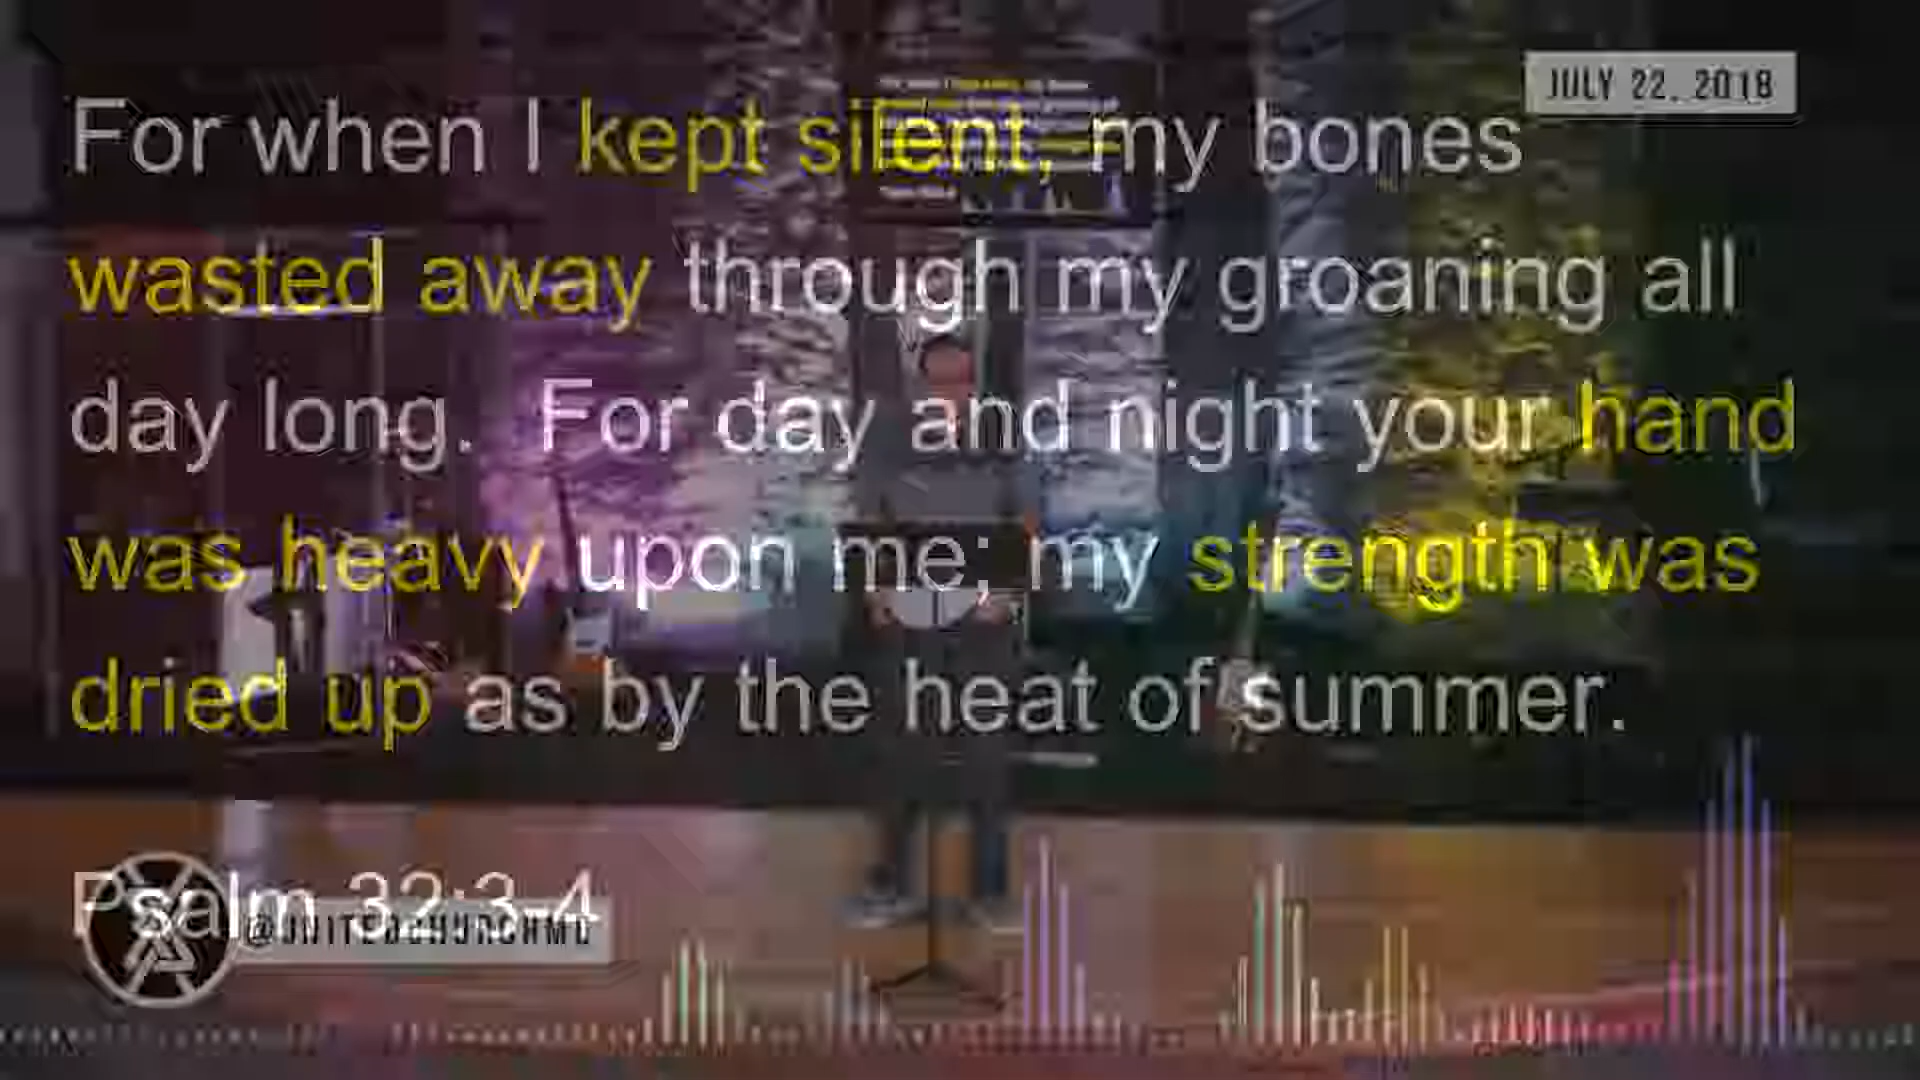 JULY 22, 2018
For when I kept silent, my bones
wasted away through my groaning all
day long. For day and night your hand
was heavy upon me; my strength was
dried up as by the heat of summer.
Psalm 32:3-4
@UNITEDCHURCHMD